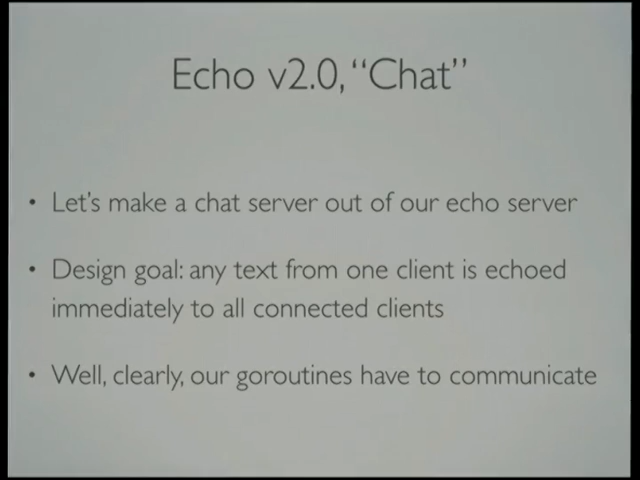 Echo v2.0, “Chat”
• Let’s make a chat server out of our echo server
• Design goal: any text from one client is echoed
immediately to all connected clients
• Well, clearly, our goroutines have to communicate